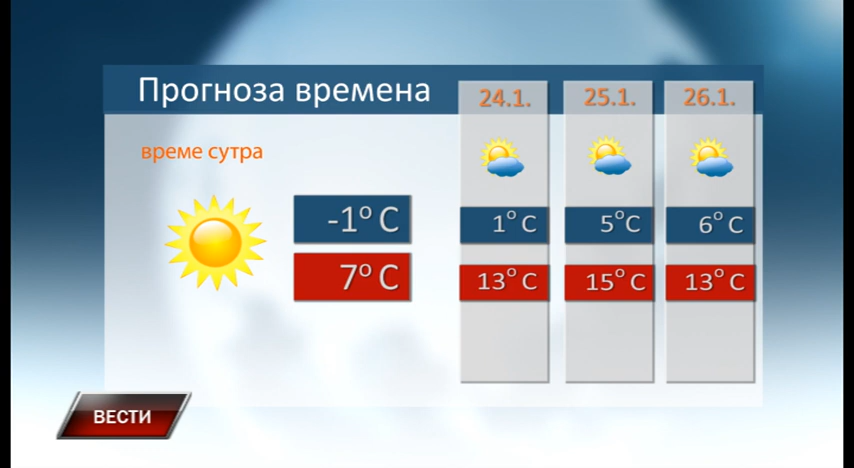 Прогноза времена
време сутра
-1° C
7° C
24.1. 25.1. 26.1.
1° C 5°C 6° C
13° C 15° C 13° C
ВЕСТИ